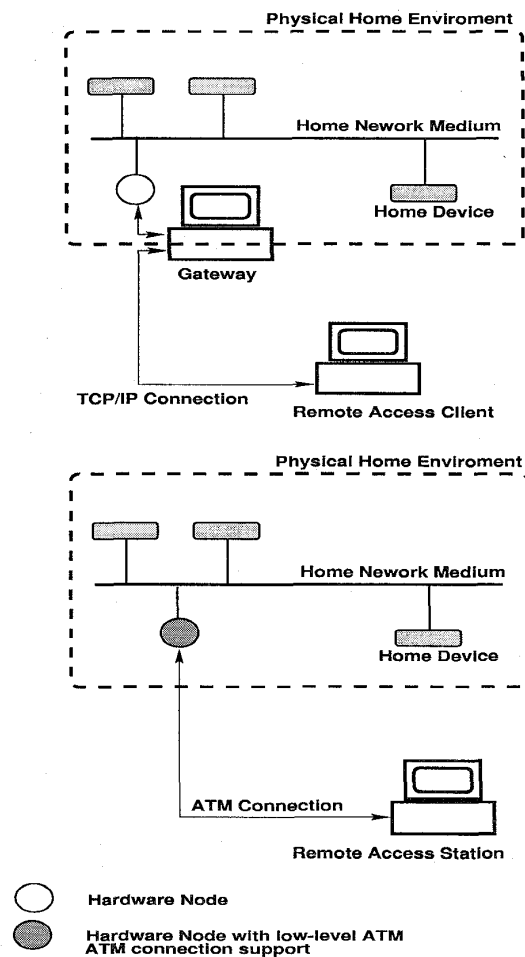 Physical Home Enviroment
Home Nework Medium
Home Device
Gateway
TCP/IP Connection
Remote Access Client
Physical Home Enviroment
Home Nework Medium
Home Device
ATM Connection
Remote Access Station
Hardware Node
Hardware Node with low-level ATM
ATM connection support